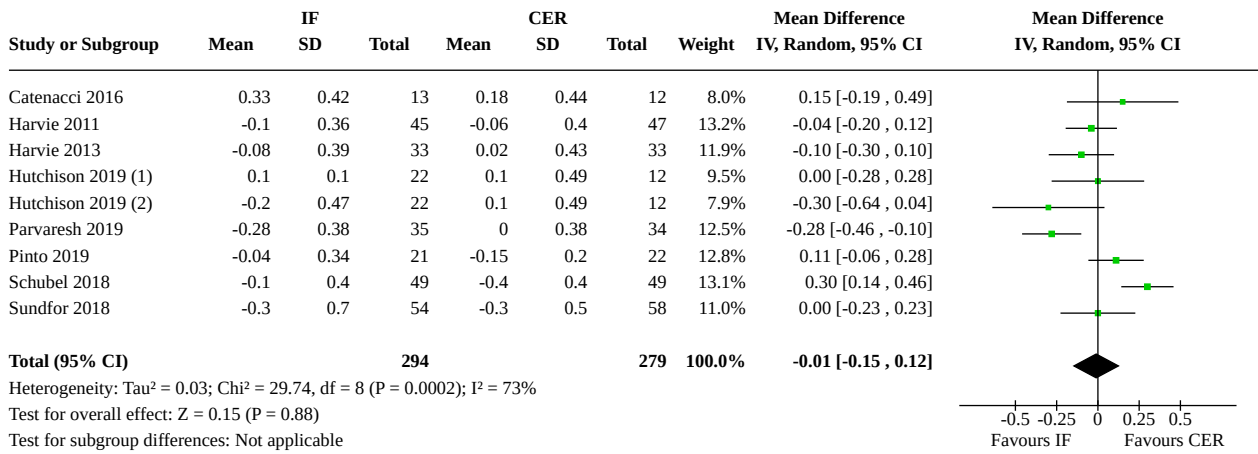 IF CER Mean Difference Mean Difference
Study or Subgroup Mean SD Total Mean SD Total Weight IV, Random, 95% CI IV, Random, 95% CI
Catenacci 2016 0.33 0.42 13 0.18 0.44 12 8.0% 0.15 [-0.19 , 0.49]
Harvie 2011 -0.1 0.36 45 -0.06 0.4 47 13.2% -0.04 [-0.20 , 0.12]
Harvie 2013 -0.08 0.39 33 0.02 0.43 33 11.9% -0.10 [-0.30 , 0.10]
Hutchison 2019 (1) 0.1 0.1 22 0.1 0.49 12 9.5% 0.00 [-0.28 , 0.28]
Hutchison 2019 (2) -0.2 0.47 22 0.1 0.49 12 7.9% -0.30 [-0.64 , 0.04]
Parvaresh 2019 -0.28 0.38 35 0 0.38 34 12.5% -0.28 [-0.46 , -0.10]
Pinto 2019 -0.04 0.34 21 -0.15 0.2 22 12.8% 0.11 [-0.06 , 0.28]
Schubel 2018 -0.1 0.4 49 -0.4 0.4 49 13.1% 0.30 [0.14 , 0.46]
Sundfor 2018 -0.3 0.7 54 -0.3 0.5 58 11.0% 0.00 [-0.23 , 0.23]
Total (95% CI) 294 279 100.0% -0.01 [-0.15 , 0.12]
Heterogeneity: Tau² = 0.03; Chi² = 29.74, df = 8 (P = 0.0002); I² = 73%
Test for overall effect: Z = 0.15 (P = 0.88) -0.5 -0.25 0 0.25 0.5
Test for subgroup differences: Not applicable Favours IF Favours CER